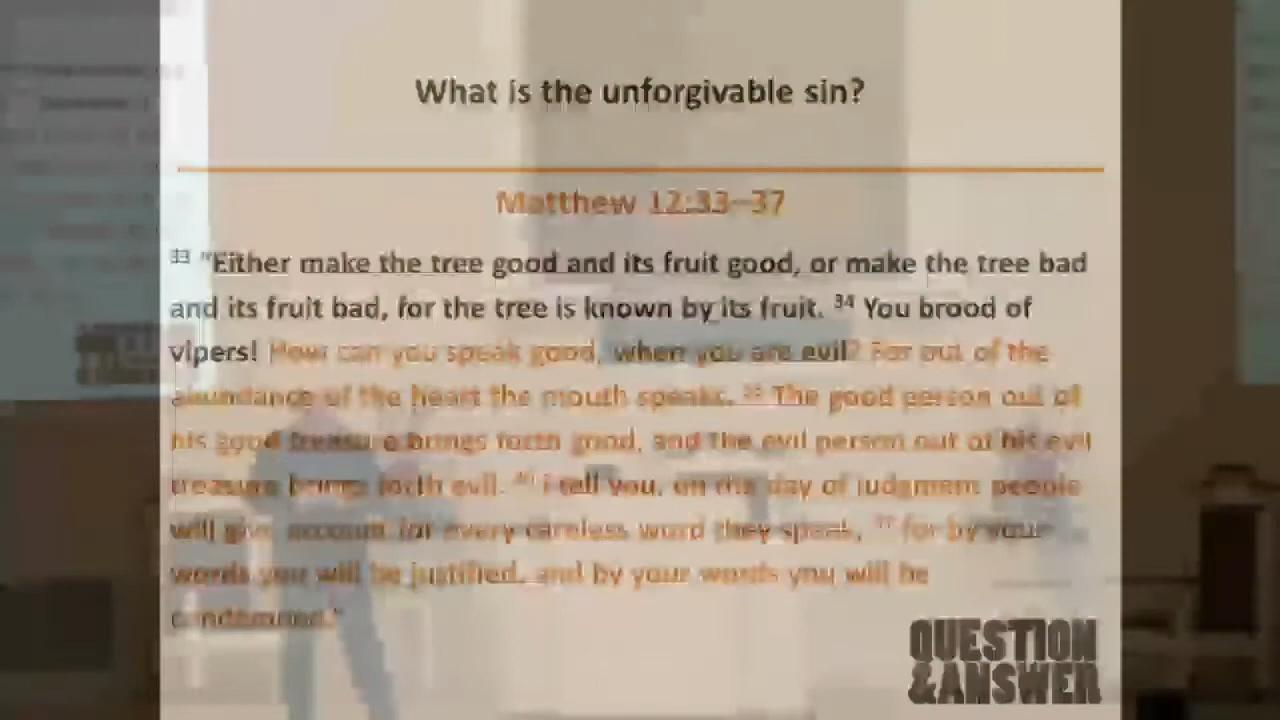 What is the unforgivable sin?
Matthew 12:33–37
33 "Either make the tree good and its fruit good, or make the tree bad
and its fruit bad, for the tree is known by its fruit. 34 You brood of
vipers! How can you speak good, when you are evil? For out of the
abundance of the heart the mouth speaks. The good person out of
his good treasure brings forth good, and the evil person out of his evil
treasure brings forth evil. I tell you, on the day of judgment people
will give account for every careless word they speak, 37 for by your
words you will be justified, and by your words you will be
condemned."
QUESTION
&ANSWER